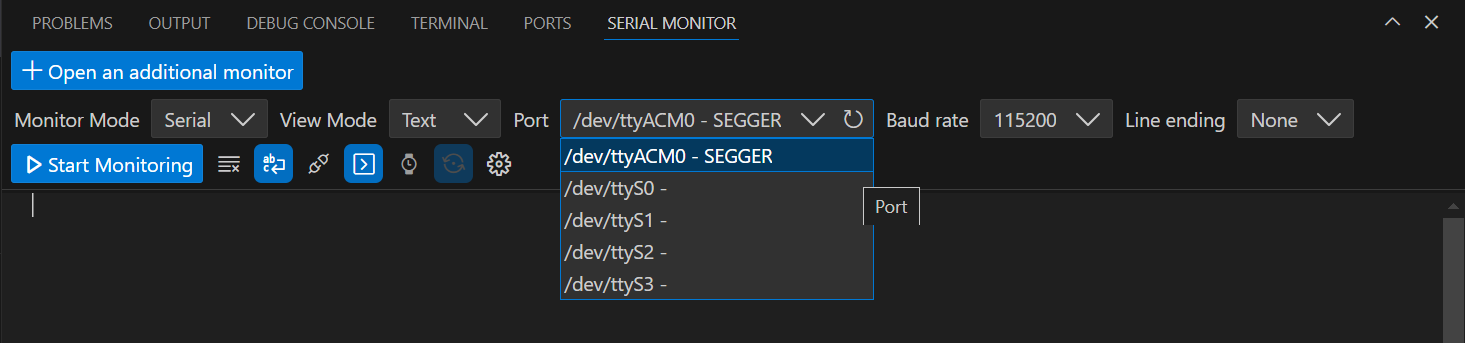 PROBLEMS OUTPUT DEBUG CONSOLE TERMINAL PORTS SERIAL MONITOR
Open an additional monitor
Monitor Mode Serial View Mode Text Port /dev/ttyACM0 - SEGGER Baud rate 115200 Line ending None
Start Monitoring
ab
c
/dev/ttyACM0 - SEGGER
/dev/ttyS0 -
/dev/ttyS1 -
/dev/ttyS2 -
/dev/ttyS3 -
Port